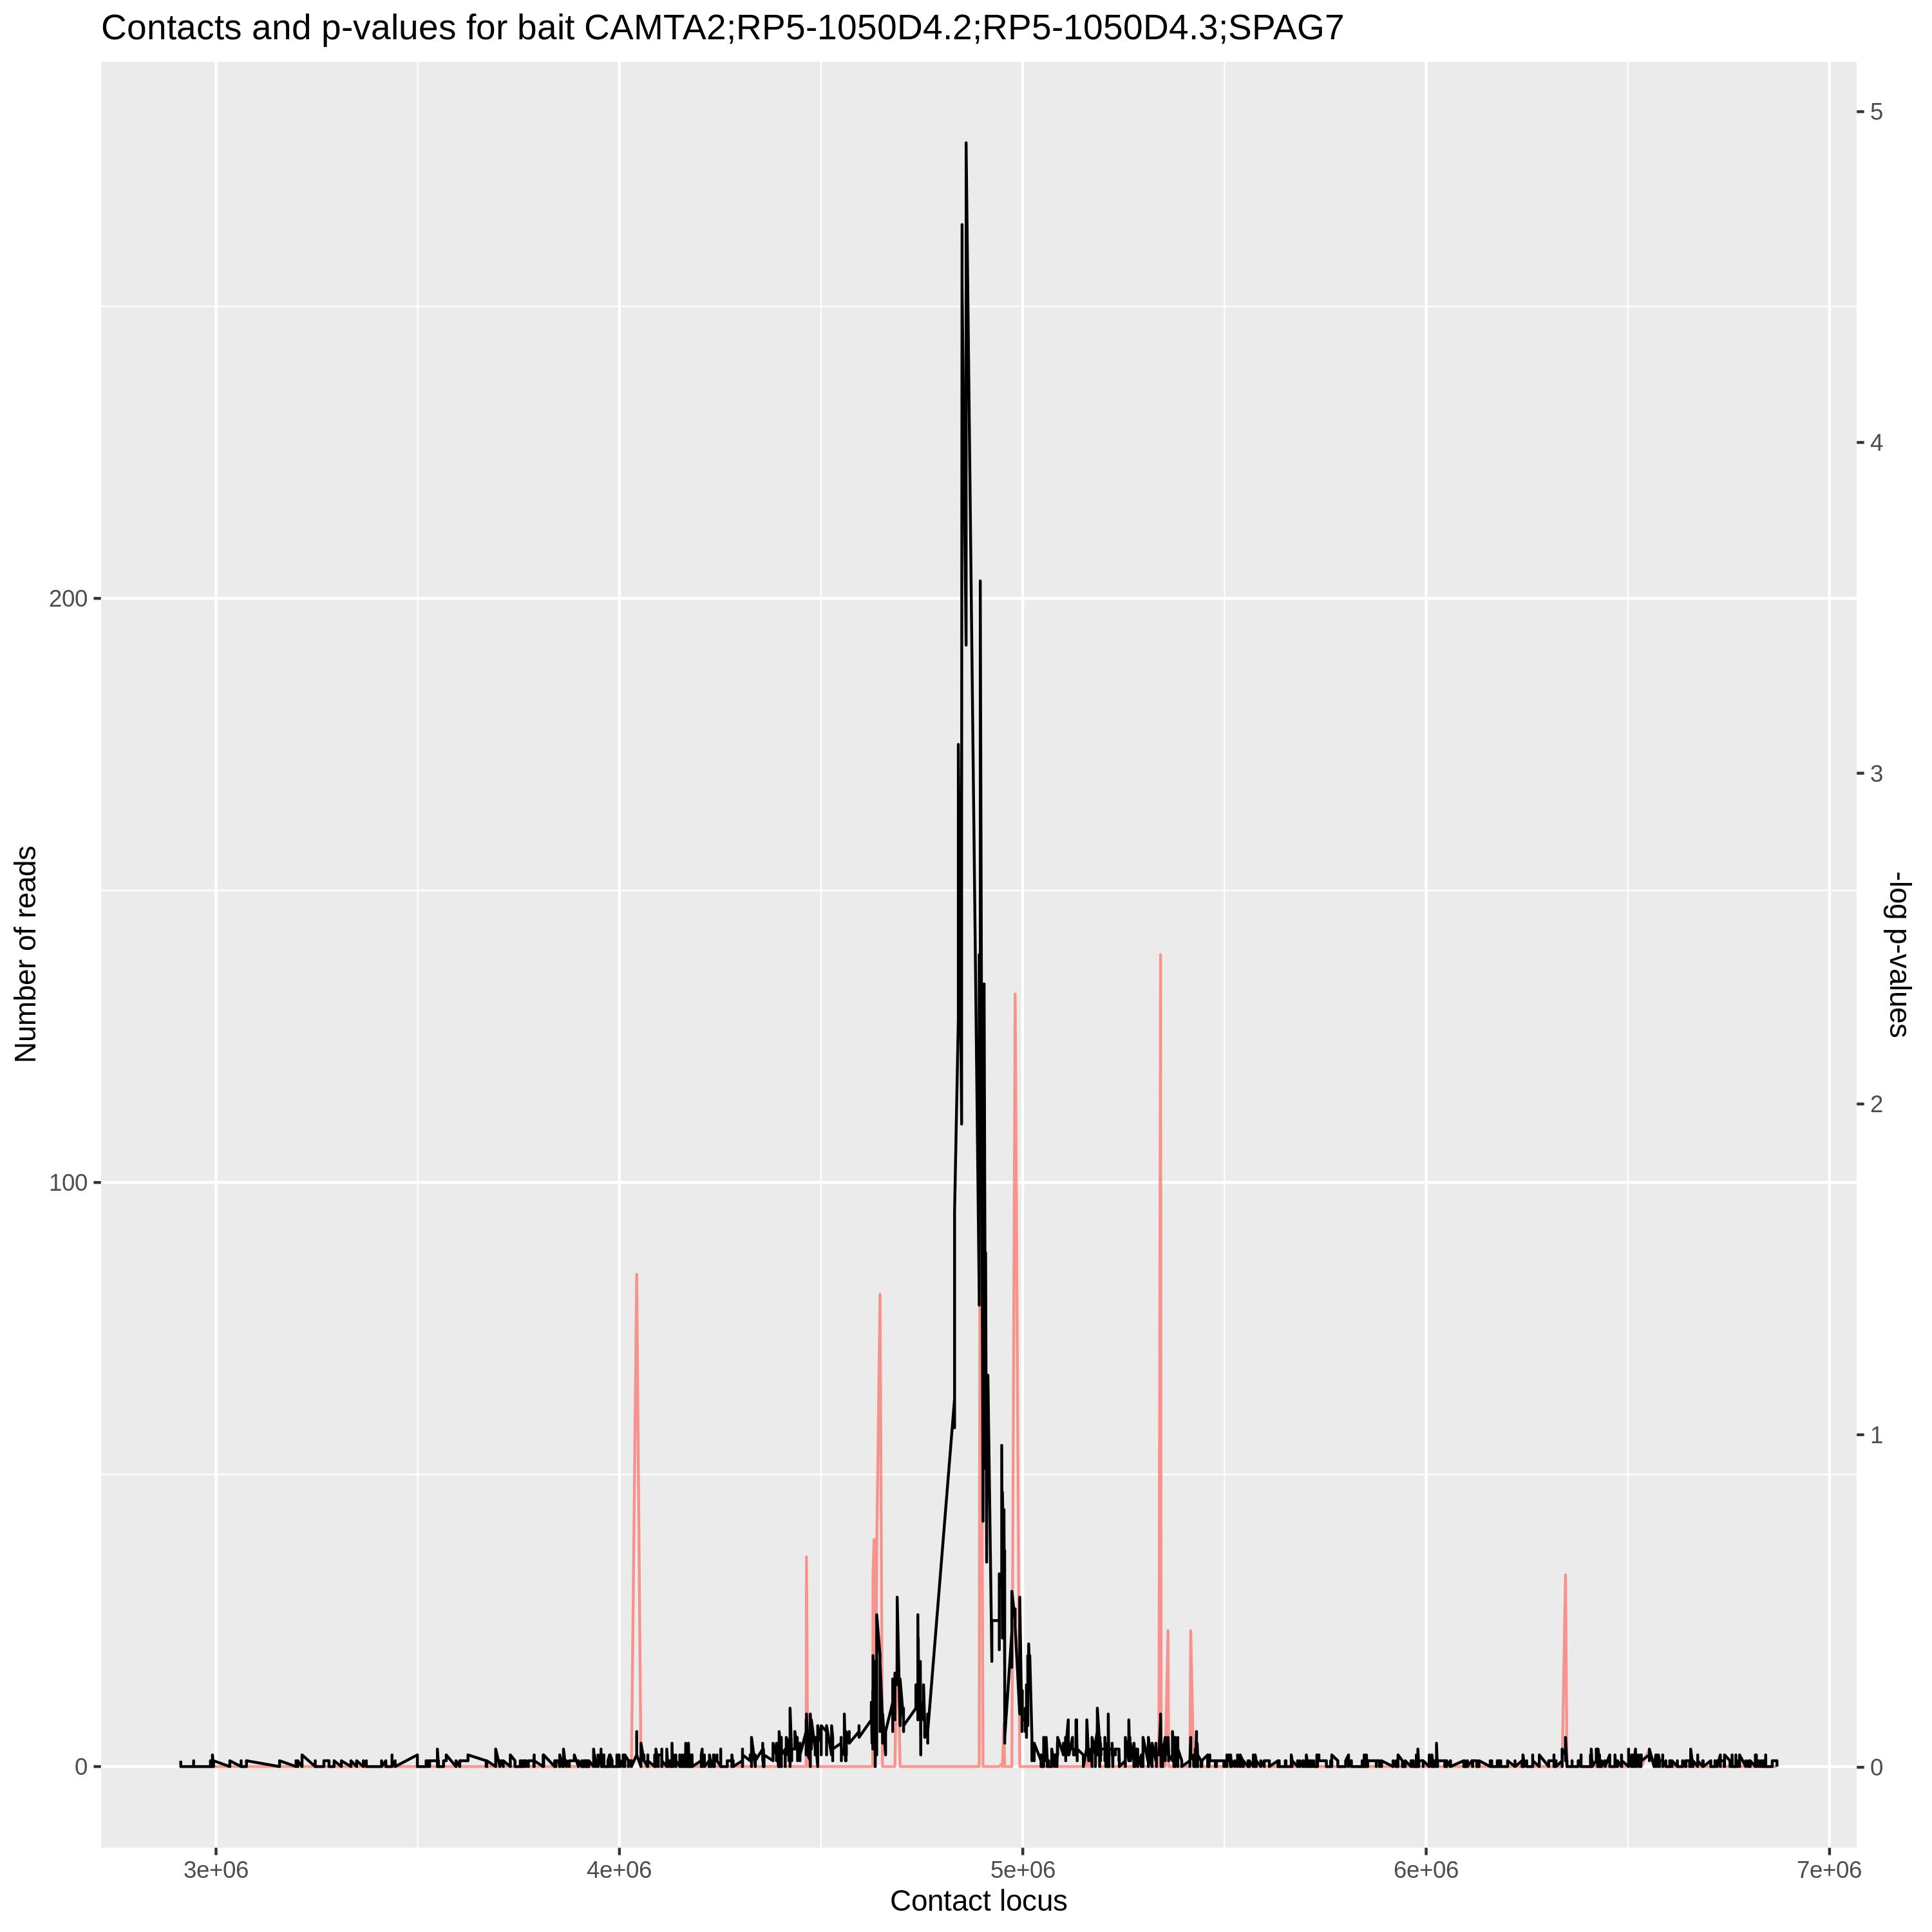 Contacts and p-values for bait CAMTA2;RP5-1050D4.2;RP5-1050D4.3;SPAG7
Number of reads
200
100
0
5
4
3
2
1
0
-log p-values
3e+06 4e+06 5e+06 6e+06 7e+06
Contact locus